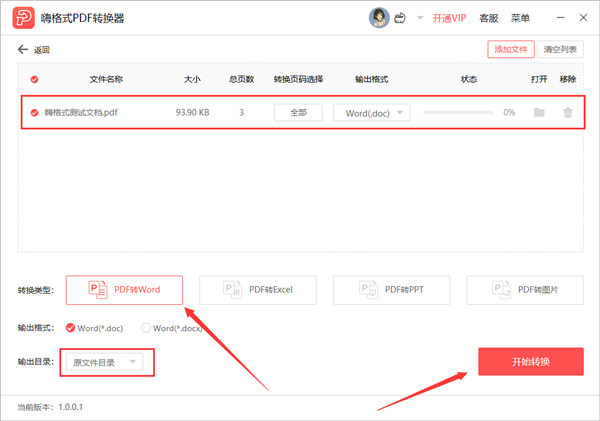 嗨格式PDF转换器 开通VIP 客服 菜单
返回 添加文件 清空列表
文件名称 大小 总页数 转换页码选择 输出格式 状态 打开 移除
嗨格式测试文档.pdf 93.90 KB 3 全部 Word(.doc) 0%
转换类型: PDF转Word PDF转Excel PDF转PPT PDF转图片
输出格式: Word(*.doc) Word(*.docx)
输出目录: 原文件目录 开始转换
当前版本: 1.0.0.1